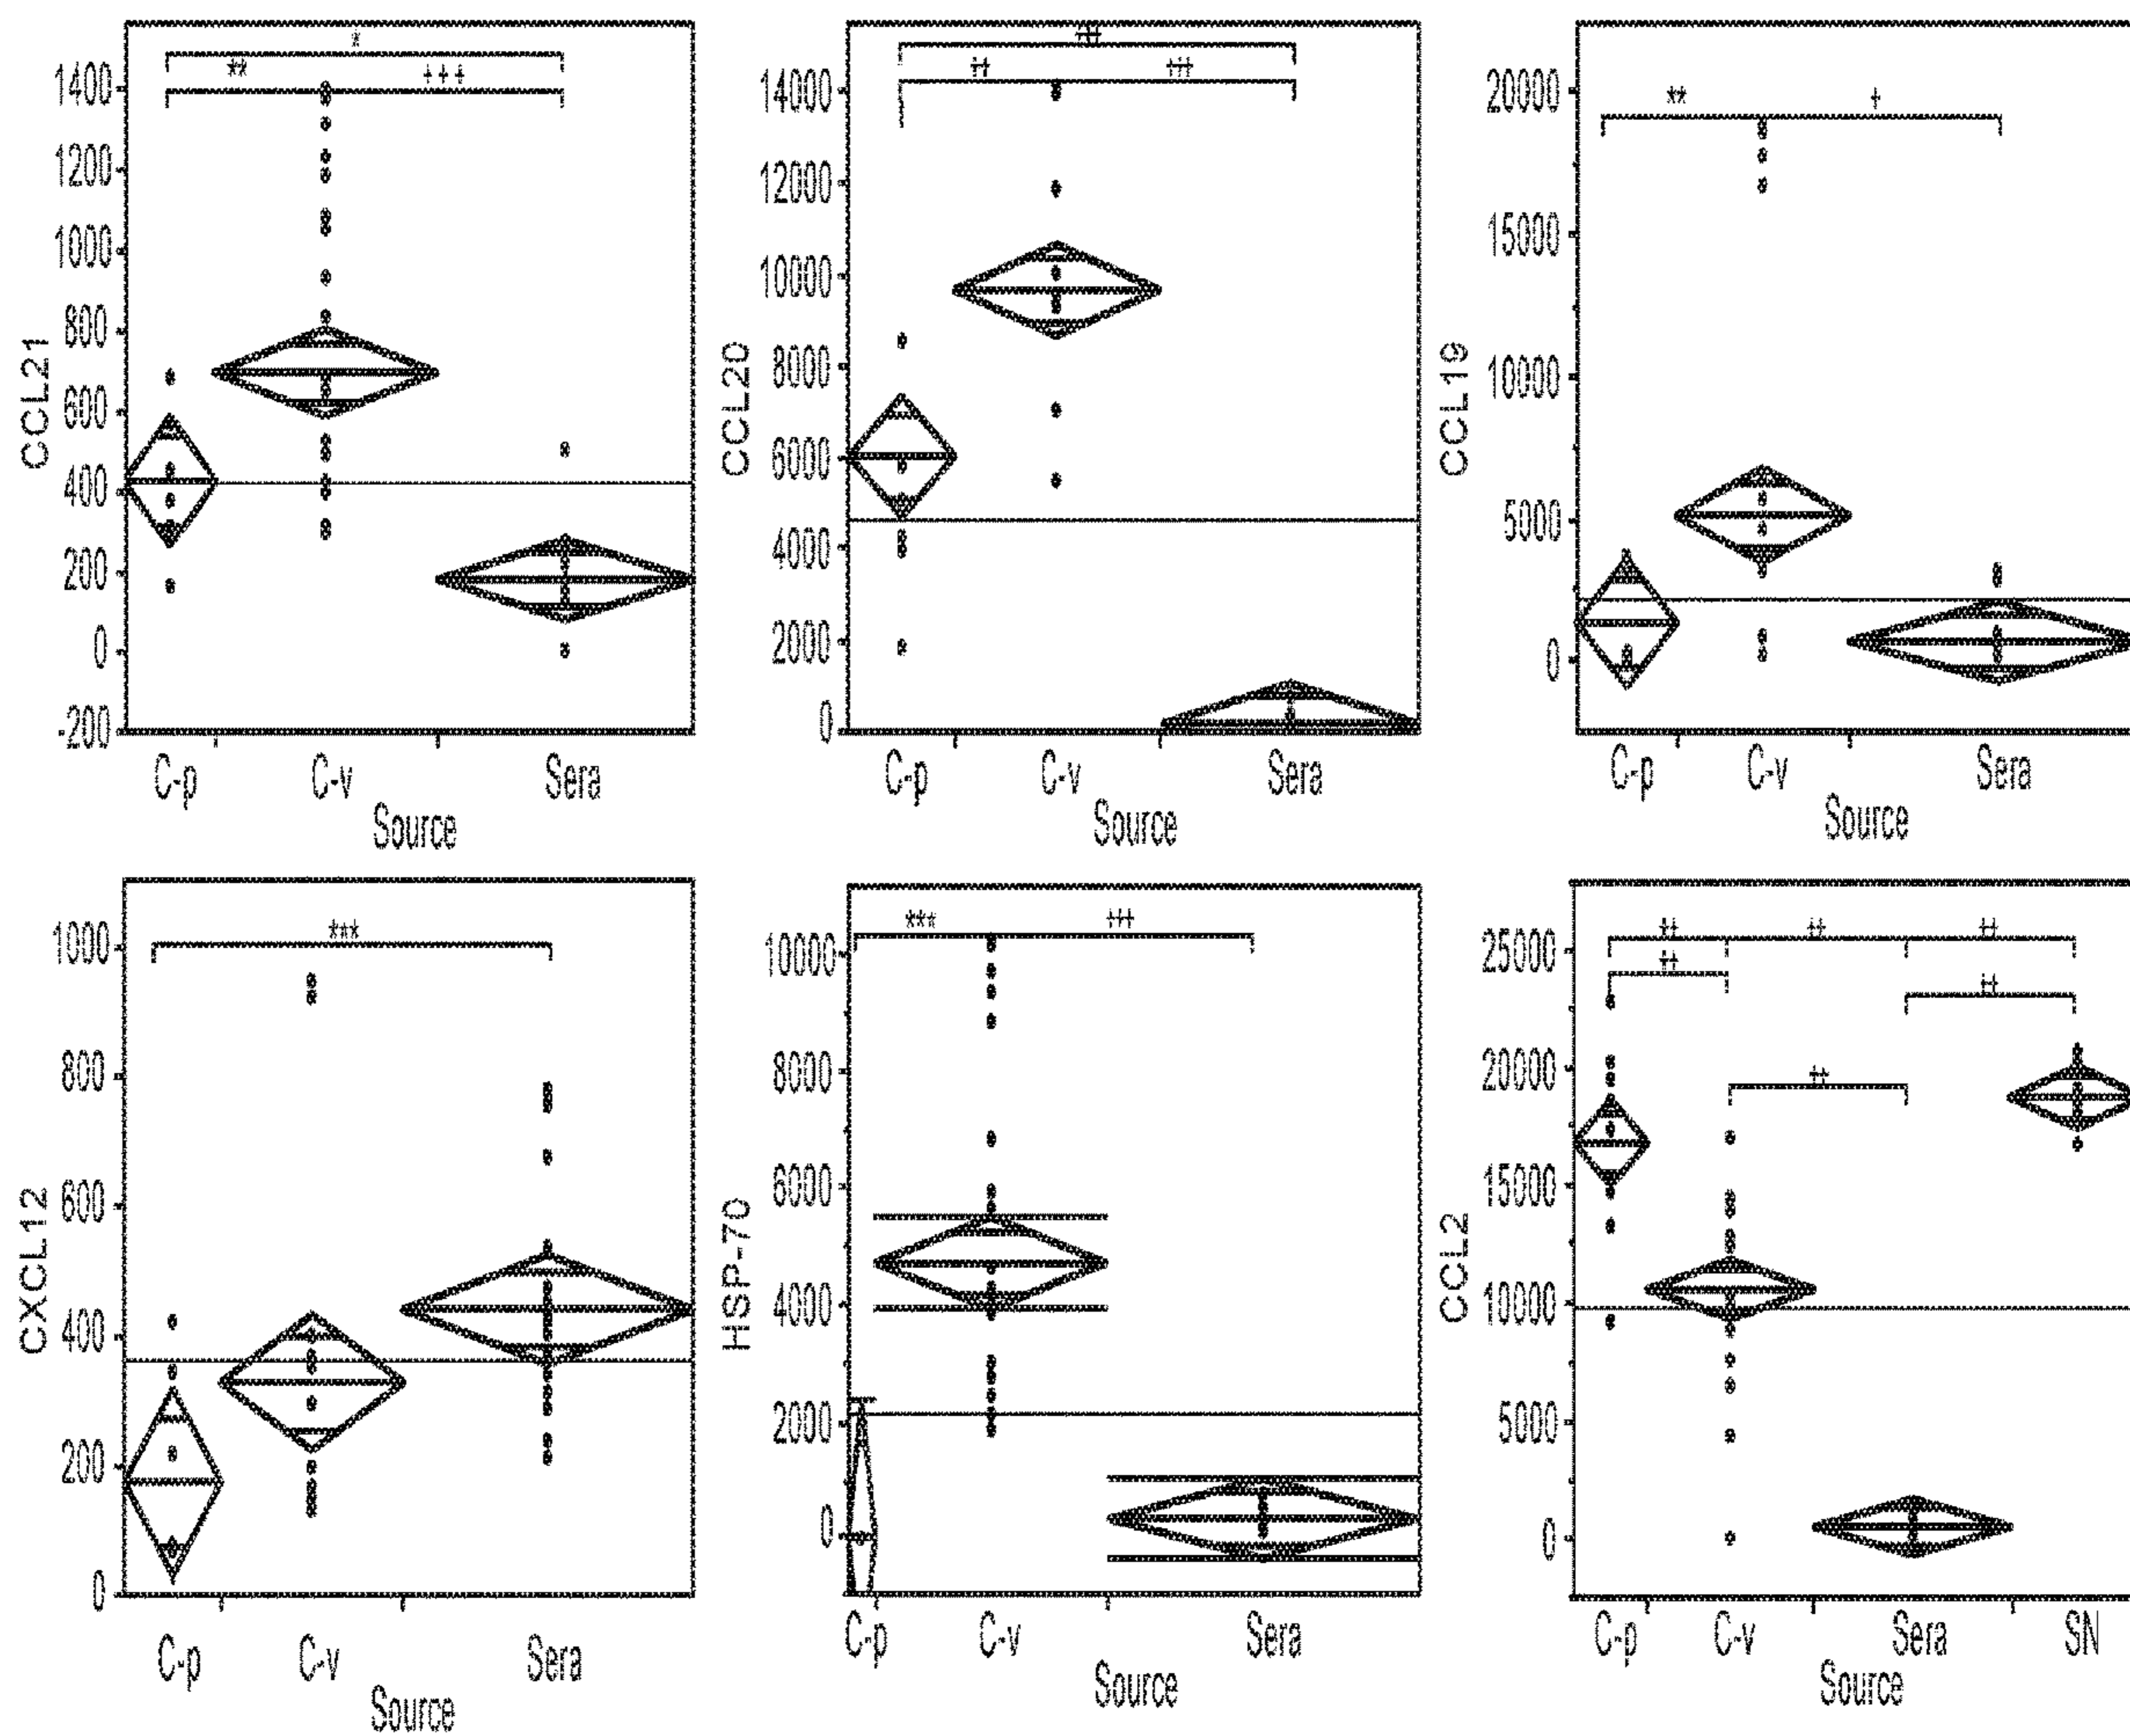 CCL21
1400
1200
1000
800
600
400
200
0
-200
*
**
+++
C-p C-v Sera
Source
CCL20
14000
12000
10000
8000
6000
4000
2000
0
‡‡‡
‡‡
‡‡‡
C-p C-v Sera
Source
CCL19
20000
15000
10000
5000
0
** +
C-p C-v Sera
Source
CXCL12
1000
800
600
400
200
0
***
C-p C-v Sera
Source
HSP-70
10000
8000
6000
4000
2000
0
*** ‡‡‡
C-p C-v Sera
Source
CCL2
25000
20000
15000
10000
5000
0
‡‡ ‡‡ ‡‡
‡‡
‡‡
‡‡
C-p C-v Sera SN
Source